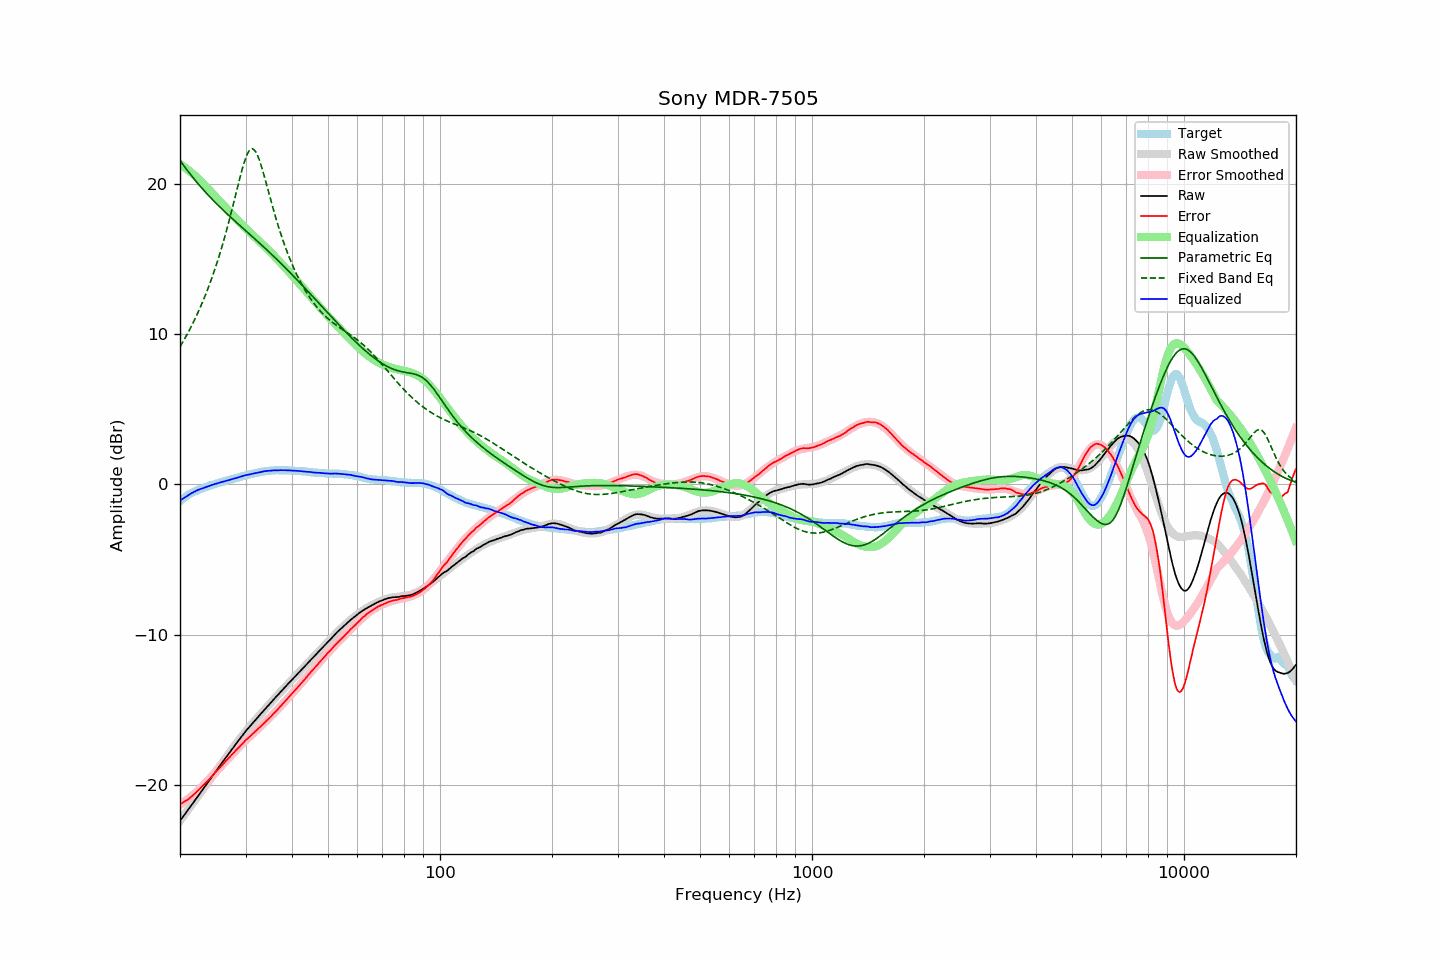 Sony MDR-7505
Target
Raw Smoothed
Error Smoothed
Raw
Error
Equalization
Parametric Eq
Fixed Band Eq
Equalized
Amplitude (dBr)
20
10
0
−10
−20
100
1000
10000
Frequency (Hz)